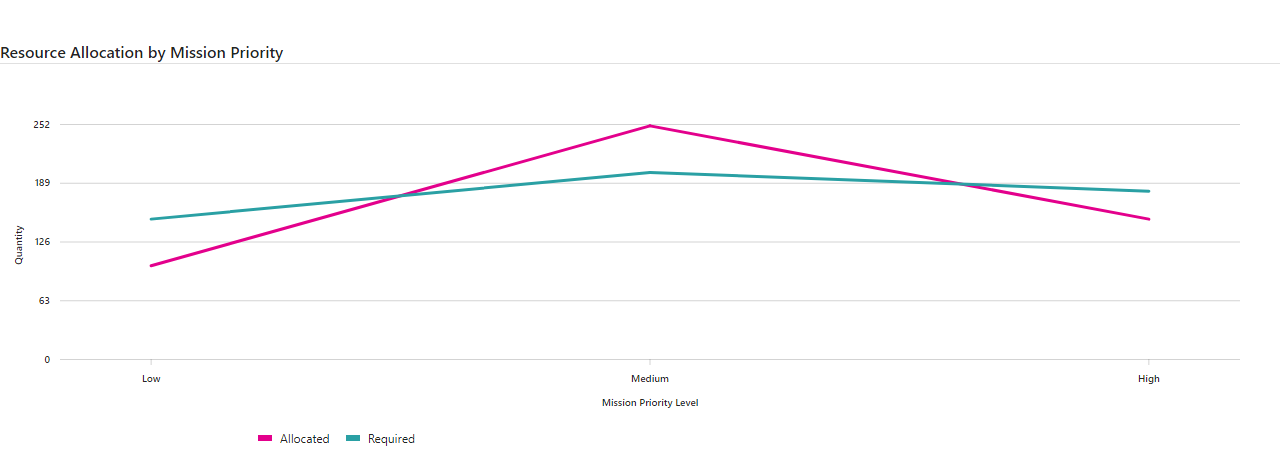 Resource Allocation by Mission Priority
252
189
126
63
0
Quantity
Low Medium High
Mission Priority Level
Allocated Required